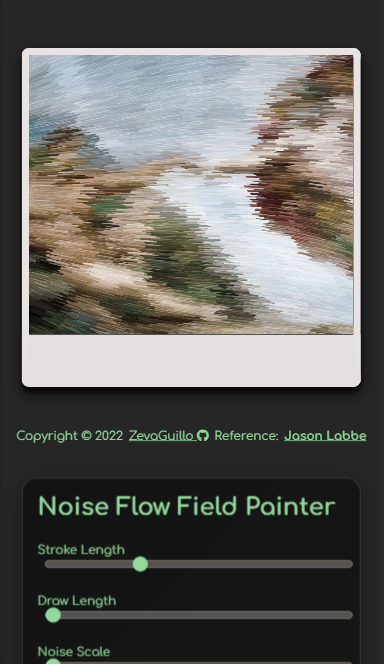 Copyright © 2022 ZevaGuillo Reference: Jason Labbe
Noise Flow Field Painter
Stroke Length
Draw Length
Noise Scale